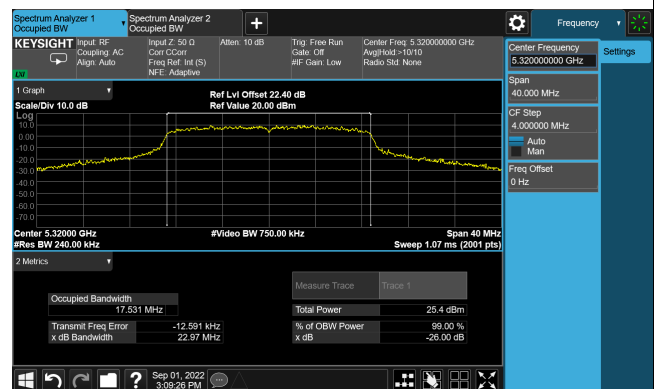 Spectrum Analyzer 1
Occupied BW
Spectrum Analyzer 2
Occupied BW
+
Frequency
KEYSIGHT
Input: RF
Coupling: AC
Align: Auto
Input Z: 50 Ω
Corr CCorr
Freq Ref: Int (S)
NFE: Adaptive
Atten: 10 dB
Trig: Free Run
Gate: Off
#IF Gain: Low
Center Freq: 5.320000000 GHz
Avg|Hold:>10/10
Radio Std: None
LXI
Center Frequency
5.320000000 GHz
Settings
Span
40.000 MHz
CF Step
4.000000 MHz
Auto
Man
Freq Offset
0 Hz
1 Graph
Scale/Div 10.0 dB
Ref Lvl Offset 22.40 dB
Ref Value 20.00 dBm
Log
10.0
0.00
-10.0
-20.0
-30.0
-40.0
-50.0
-60.0
-70.0
Center 5.32000 GHz
#Video BW 750.00 kHz
Span 40 MHz
#Res BW 240.00 kHz
Sweep 1.07 ms (2001 pts)
2 Metrics
Measure Trace
Trace 1
Occupied Bandwidth
17.531 MHz
Total Power
25.4 dBm
Transmit Freq Error
-12.591 kHz
% of OBW Power
99.00 %
x dB Bandwidth
22.97 MHz
x dB
-26.00 dB
?
Sep 01, 2022
3:09:26 PM